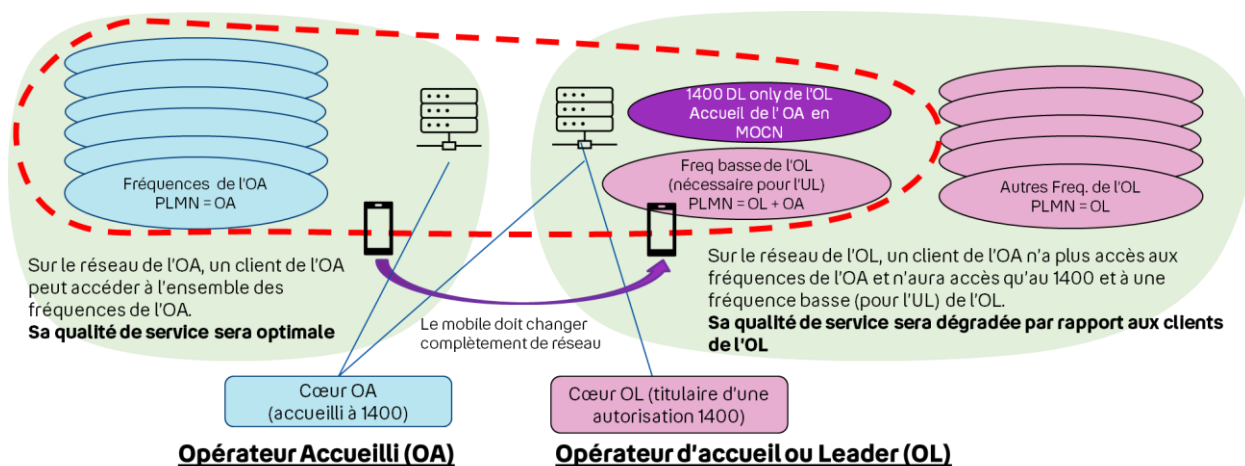 Fréquences de l'OA
PLMN = OA
1400 DL only de l'OL
Accueil de l' OA en
MOCN
Freq basse de l'OL
(nécessaire pour l'UL)
PLMN = OL + OA
Autres Freq. de l'OL
PLMN = OL
Sur le réseau de l'OA, un client de l'OA
peut accéder à l'ensemble des
fréquences de l'OA.
Sa qualité de service sera optimale
Le mobile doit changer
complètement de réseau
Sur le réseau de l'OL, un client de l'OA n'a plus accès aux
fréquences de l'OA et n'aura accès qu'au 1400 et à une
fréquence basse (pour l'UL) de l'OL.
Sa qualité de service sera dégradée par rapport aux clients
de l'OL
Cœur OA
(accueilli à 1400)
Cœur OL (titulaire d'une
autorisation 1400)
Opérateur Accueilli (OA)
Opérateur d'accueil ou Leader (OL)